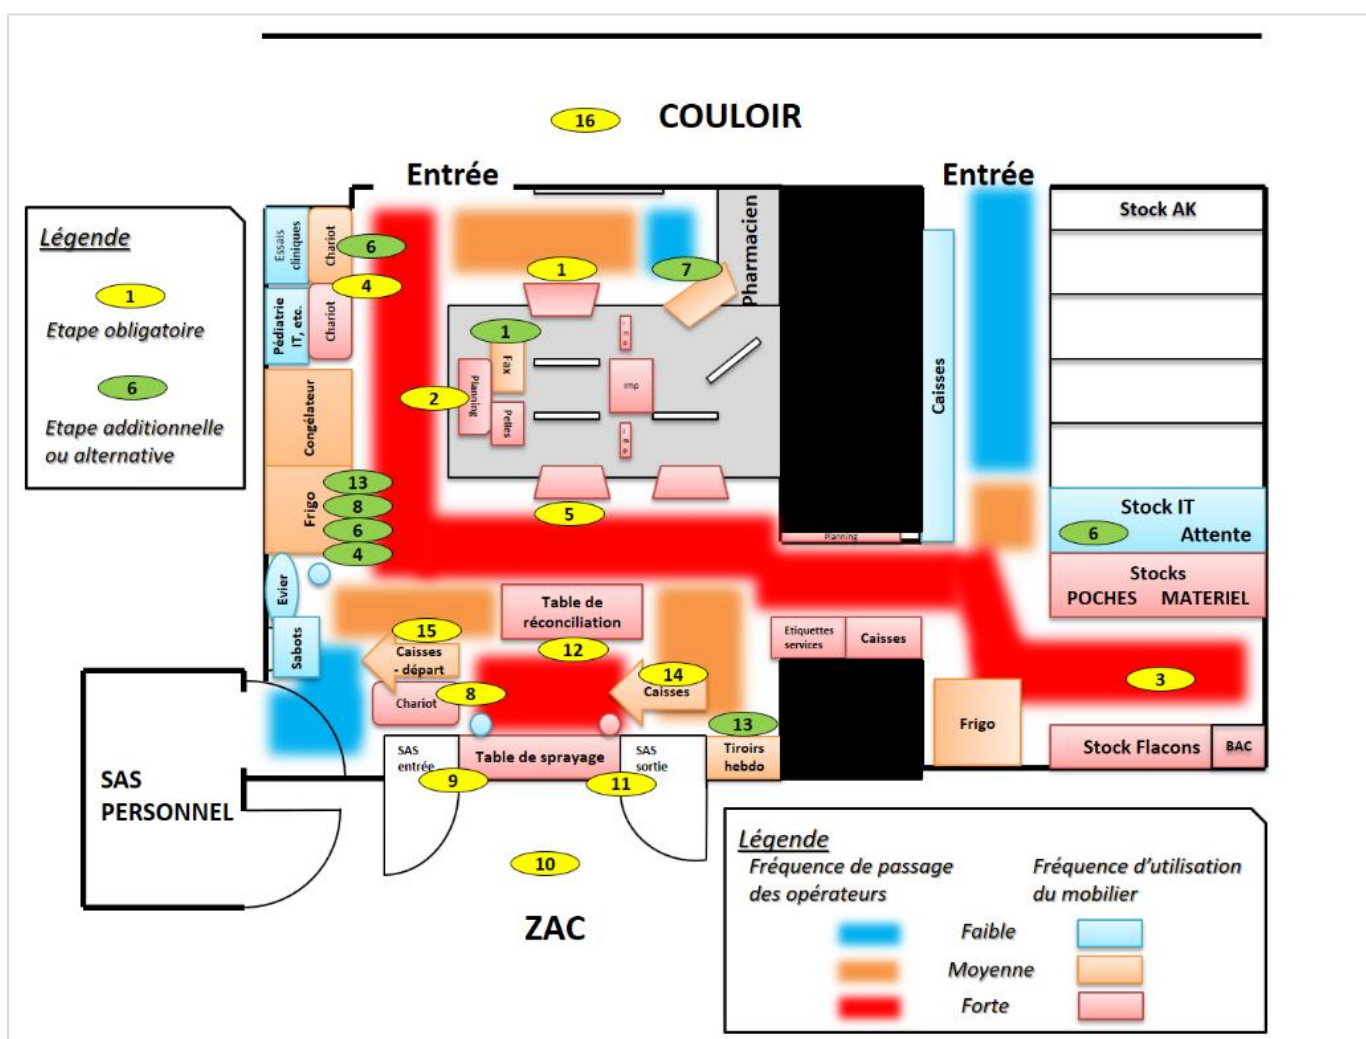 16
COULOIR
Entrée
Entrée
Légende
1
Etape obligatoire
6
Etape additionnelle
ou alternative
Essais
cliniques
Chariot
6
4
Pédiatrie
IT, etc.
Chariot
1
7
Pharmacien
1
Fax
2
Planning
Pelles
imp
Congélateur
Frigo
13
8
6
4
5
Planning
Caisses
Stock AK
Stock IT
6
Attente
Stocks
POCHES MATERIEL
Evier
Sabots
Table de
réconciliation
12
15
Caisses
- départ
Chariot
8
14
Caisses
Etiquettes
services
Caisses
3
Frigo
Stock Flacons
BAC
13
Tiroirs
hebdo
SAS
entrée
Table de sprayage
SAS
sortie
9
11
10
ZAC
SAS
PERSONNEL
Légende
Fréquence de passage
des opérateurs
Fréquence d'utilisation
du mobilier
Faible
Moyenne
Forte